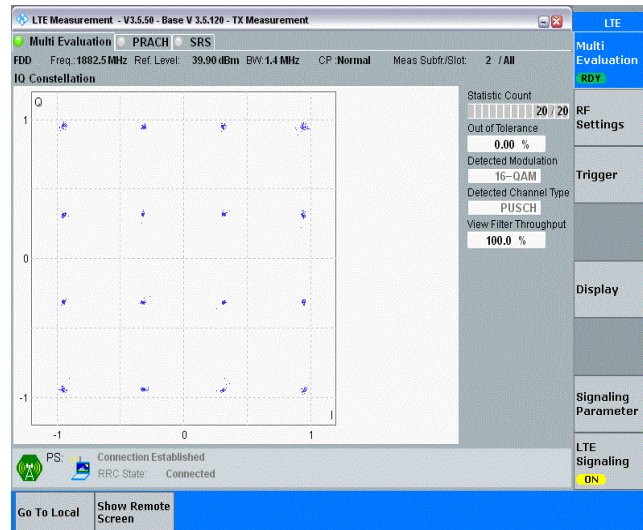 LTE Measurement - V3.5.50 - Base V 3.5.120 - TX Measurement
LTE
Multi Evaluation PRACH SRS
FDD Freq.:1882.5 MHz Ref. Level: 39.90 dBm BW:1.4 MHz CP :Normal Meas Subfr./Slot: 2 / All
IQ Constellation
Q
1
0
-1
-1 0 1
I
Statistic Count
20 / 20
Out of Tolerance
0.00 %
Detected Modulation
16-QAM
Detected Channel Type
PUSCH
View Filter Throughput
100.0 %
Multi
Evaluation
RDY
RF
Settings
Trigger
Display
Signaling
Parameter
LTE
Signaling
ON
PS: Connection Established
RRC State: Connected
Go To Local
Show Remote
Screen